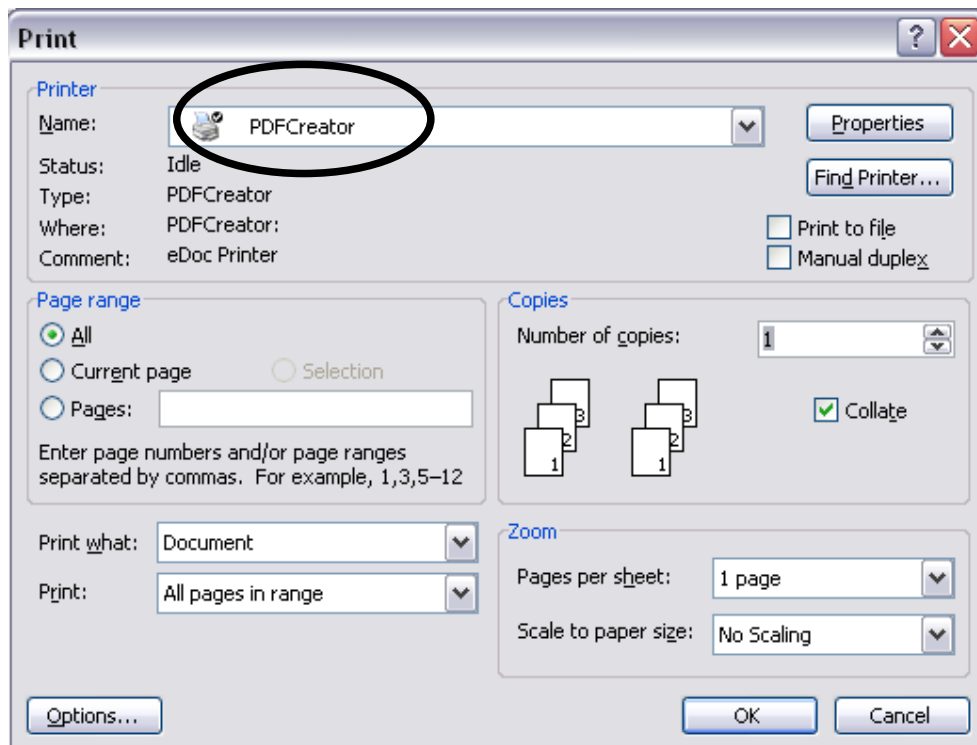 Print
Printer
Name: PDFCreator Properties
Status: Idle
Find Printer...
Type: PDFCreator
Where: PDFCreator: Print to file
Comment: eDoc Printer Manual duplex
Page range
All
Current page Selection
Pages:
Enter page numbers and/or page ranges
separated by commas. For example, 1,3,5–12
Copies
Number of copies: 1
3 3
2 2
1 1
Collate
Print what: Document
Print: All pages in range
Zoom
Pages per sheet: 1 page
Scale to paper size: No Scaling
Options... OK Cancel